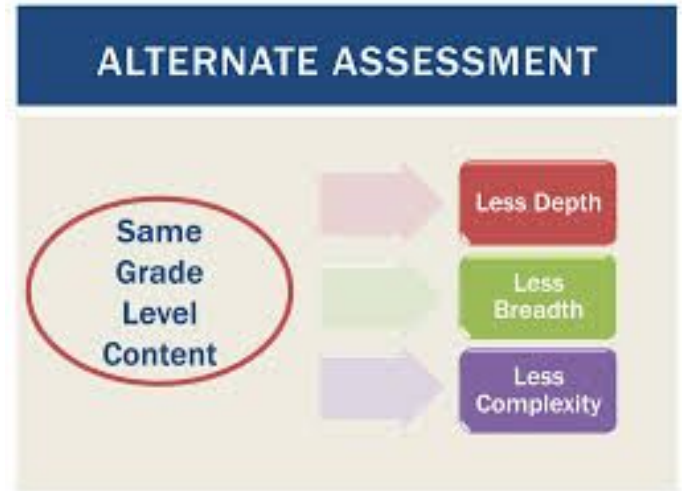 ALTERNATE ASSESSMENT
Same
Grade
Level
Content
Less Depth
Less
Breadth
Less
Complexity